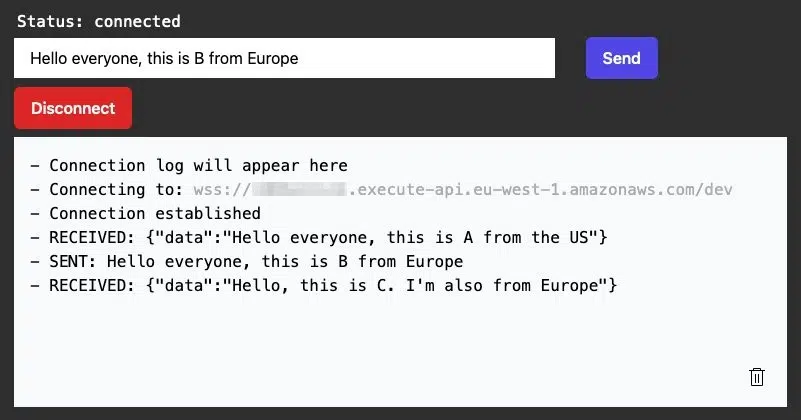 Status: connected
Hello everyone, this is B from Europe
Send
Disconnect
– Connection log will appear here
– Connecting to: wss:// .execute-api.eu-west-1.amazonaws.com/dev
– Connection established
– RECEIVED: {"data":"Hello everyone, this is A from the US"}
– SENT: Hello everyone, this is B from Europe
– RECEIVED: {"data":"Hello, this is C. I'm also from Europe"}